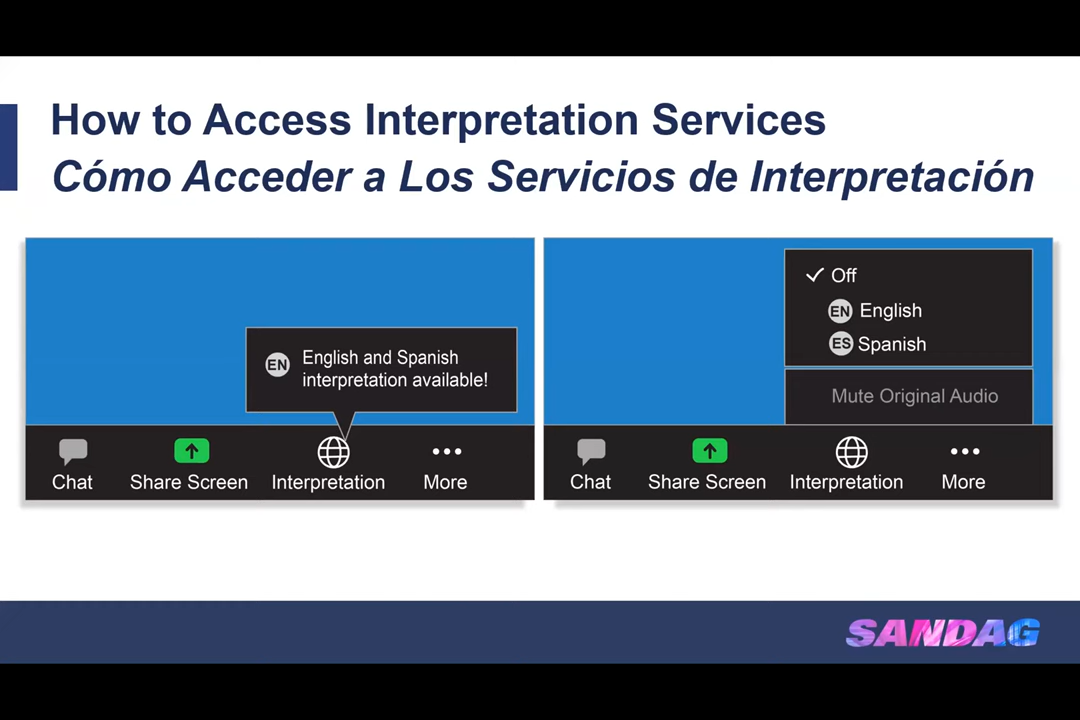 How to Access Interpretation Services
Cómo Acceder a Los Servicios de Interpretación
EN English and Spanish
interpretation available!
Chat Share Screen Interpretation More
Off
EN English
ES Spanish
Mute Original Audio
Chat Share Screen Interpretation More
SANDAG